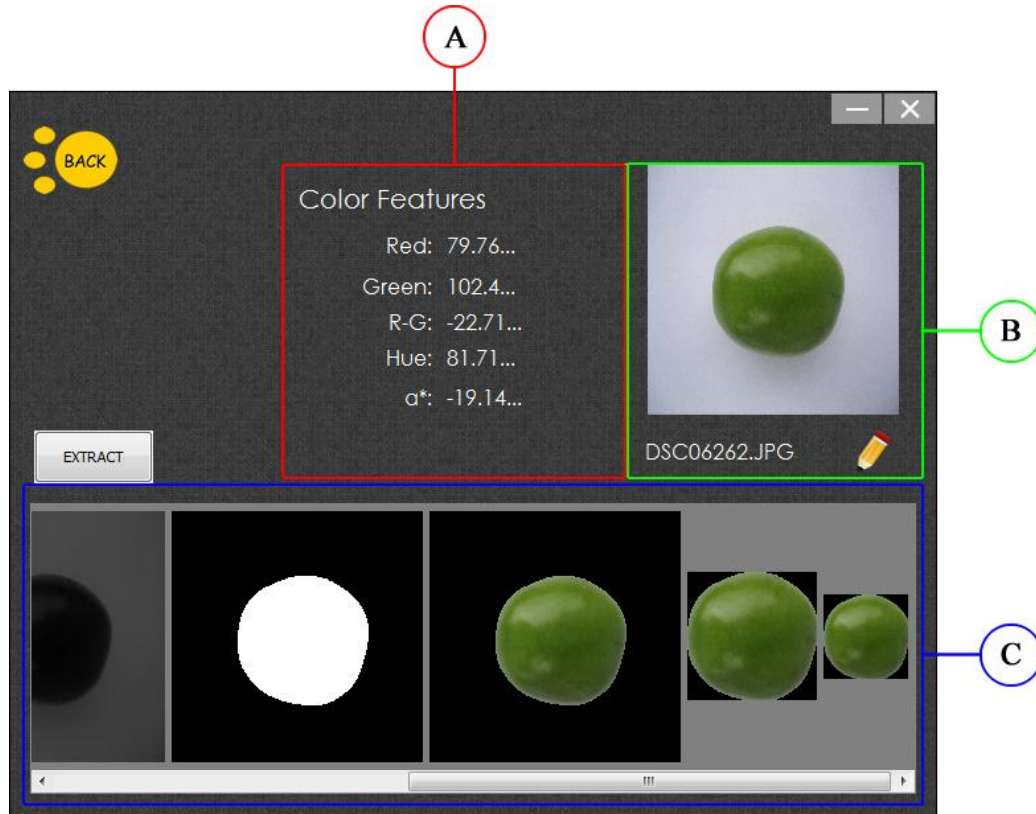 A
BACK
Color Features
Red: 79.76...
Green: 102.4...
R-G: -22.71...
Hue: 81.71...
a*: -19.14...
B
DSC06262.JPG
EXTRACT
C